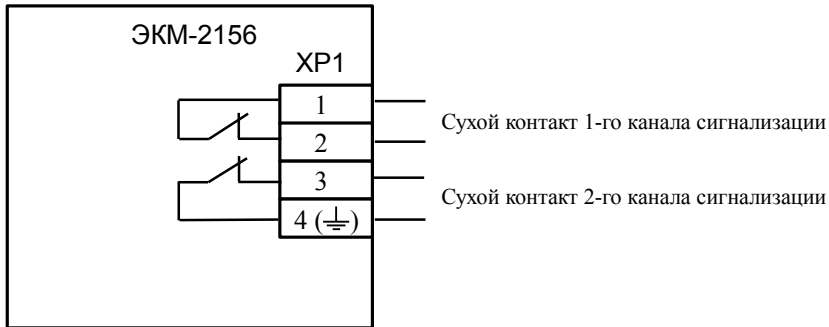 ЭКМ-2156
XP1
1
2
3
4 (⏚)
Сухой контакт 1-го канала сигнализации
Сухой контакт 2-го канала сигнализации